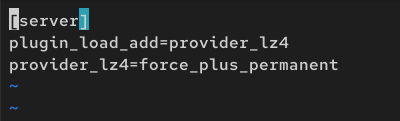 [server]
plugin_load_add=provider_lz4
provider_lz4=force_plus_permanent
~
~